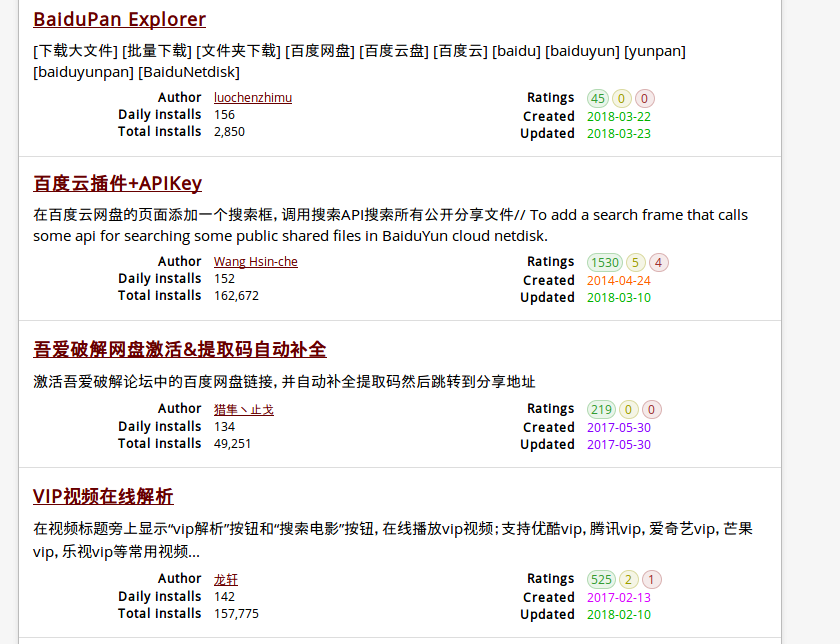 BaiduPan Explorer
[下载大文件] [批量下载] [文件夹下载] [百度网盘] [百度云盘] [百度云] [baidu] [baiduyun] [yunpan]
[baiduyunpan] [BaiduNetdisk]
Author luochenzhimu Ratings 45 0 0
Daily installs 156 Created 2018-03-22
Total installs 2,850 Updated 2018-03-23
百度云插件+APIKey
在百度云网盘的页面添加一个搜索框, 调用搜索API搜索所有公开分享文件// To add a search frame that calls
some api for searching some public shared files in BaiduYun cloud netdisk.
Author Wang Hsin-che Ratings 1530 5 4
Daily installs 152 Created 2014-04-24
Total installs 162,672 Updated 2018-03-10
吾爱破解网盘激活&提取码自动补全
激活吾爱破解论坛中的百度网盘链接, 并自动补全提取码然后跳转到分享地址
Author 猎隼丶止戈 Ratings 219 0 0
Daily installs 134 Created 2017-05-30
Total installs 49,251 Updated 2017-05-30
VIP视频在线解析
在视频标题旁上显示“vip解析”按钮和“搜索电影”按钮, 在线播放vip视频；支持优酷vip, 腾讯vip, 爱奇艺vip, 芒果
vip, 乐视vip等常用视频...
Author 龙轩 Ratings 525 2 1
Daily installs 142 Created 2017-02-13
Total installs 157,775 Updated 2018-02-10